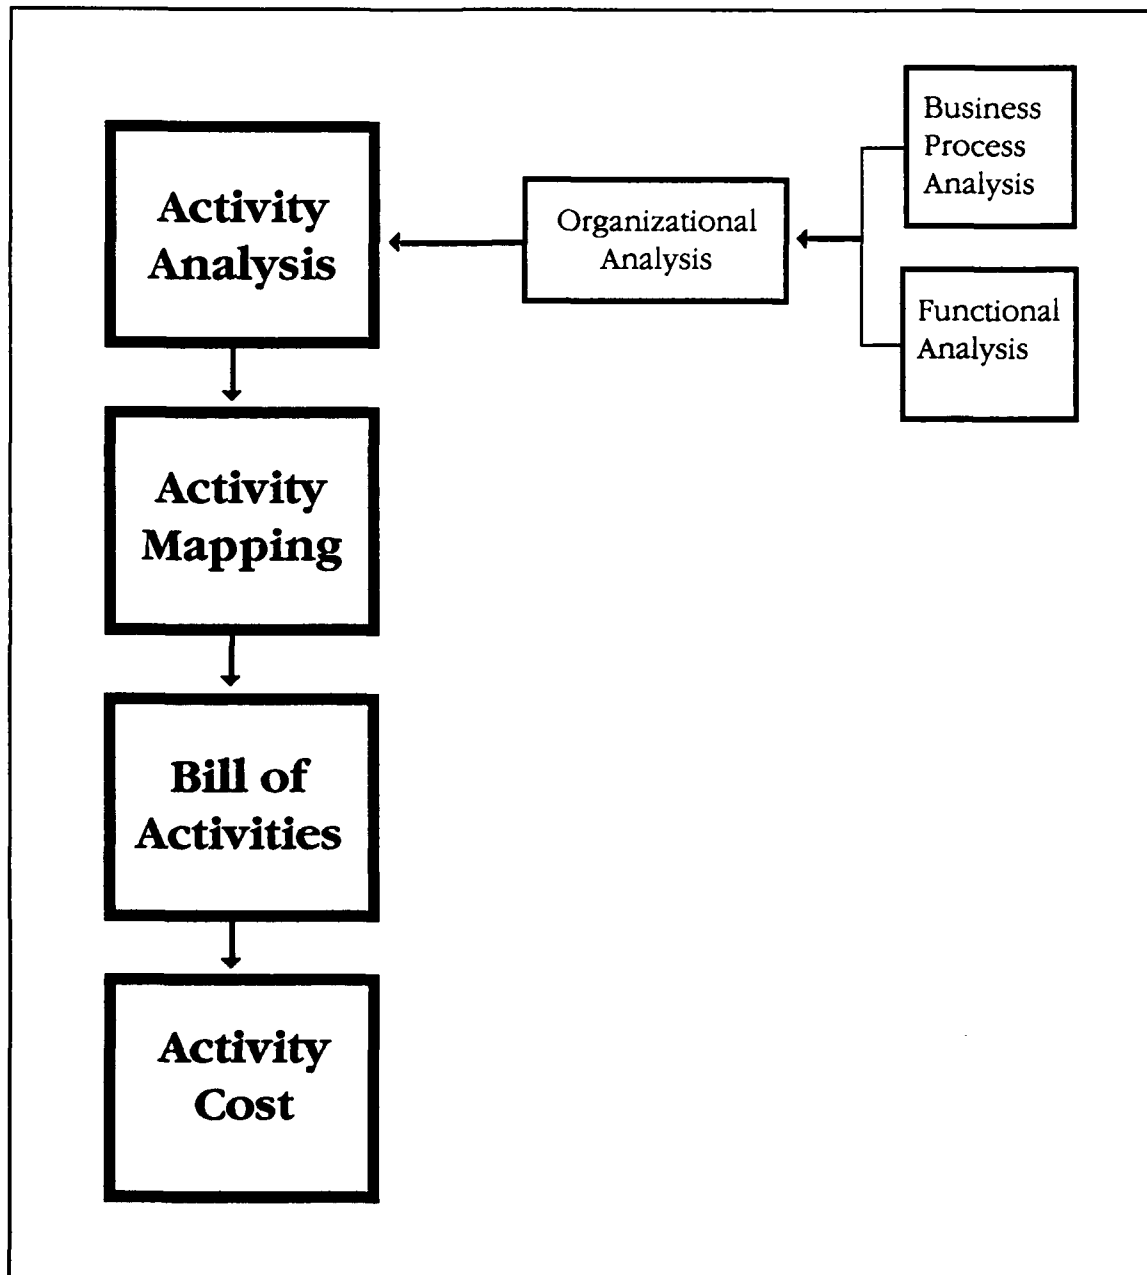 Activity
Analysis
Organizational
Analysis
Business
Process
Analysis
Functional
Analysis
Activity
Mapping
Bill of
Activities
Activity
Cost